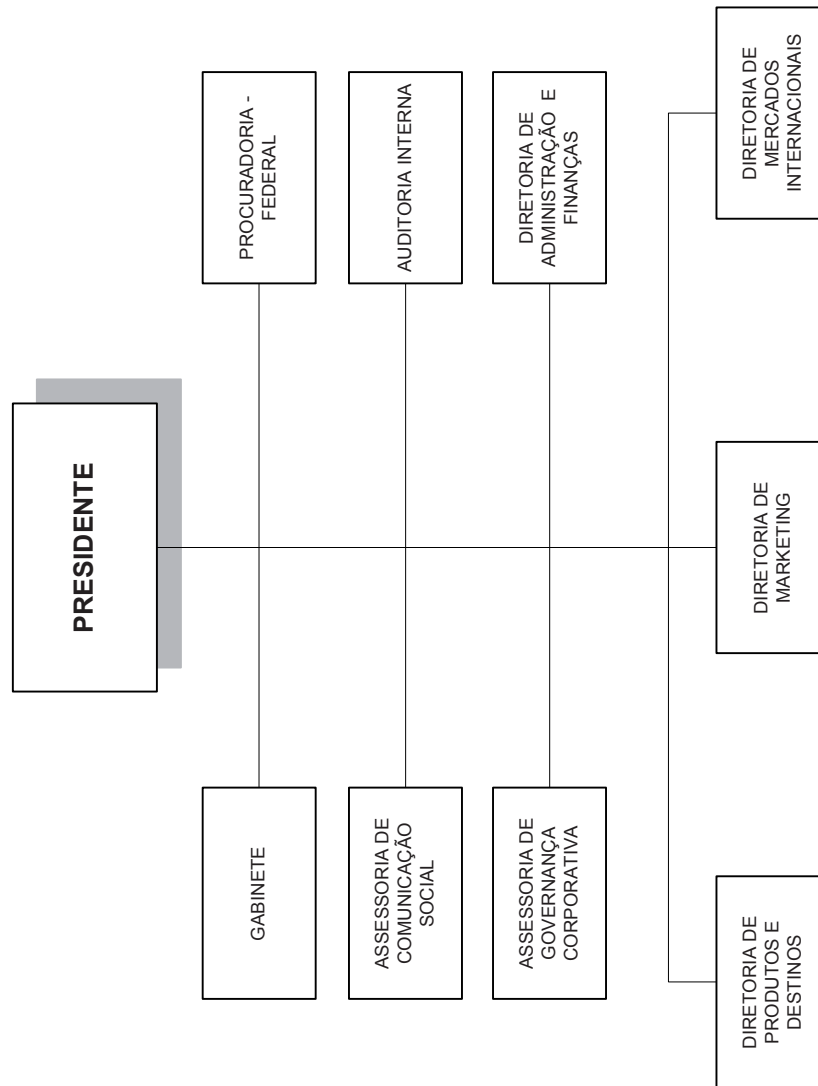 PRESIDENTE
GABINETE
PROCURADORIA -
FEDERAL
ASSESSORIA DE
COMUNICAÇÃO
SOCIAL
AUDITORIA INTERNA
ASSESSORIA DE
GOVERNANÇA
CORPORATIVA
DIRETORIA DE
ADMINISTRAÇÃO E
FINANÇAS
DIRETORIA DE
PRODUTOS E
DESTINOS
DIRETORIA DE
MARKETING
DIRETORIA DE
MERCADOS
INTERNACIONAIS